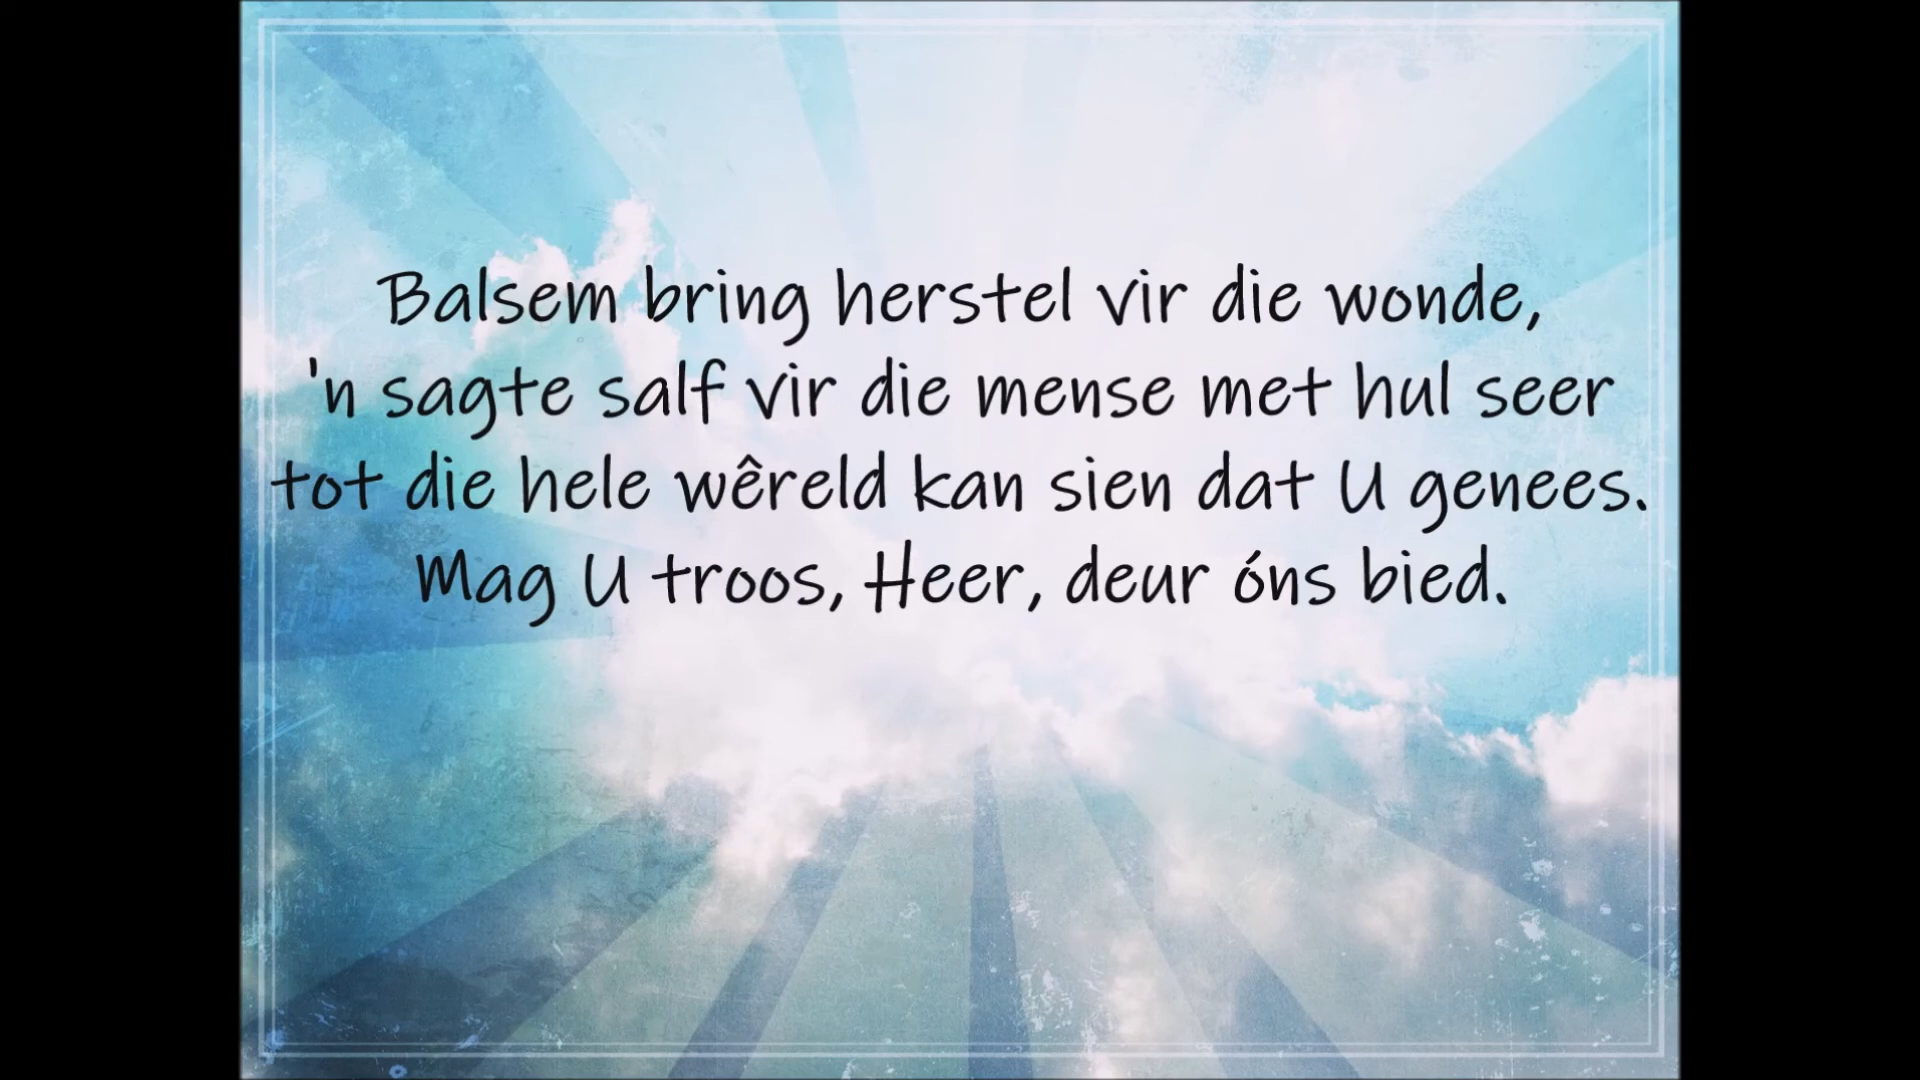 Balsem bring herstel vir die wonde,
'n sagte salf vir die mense met hul seer
tot die hele wêreld kan sien dat U genees.
Mag U troos, Heer, deur óns bied.